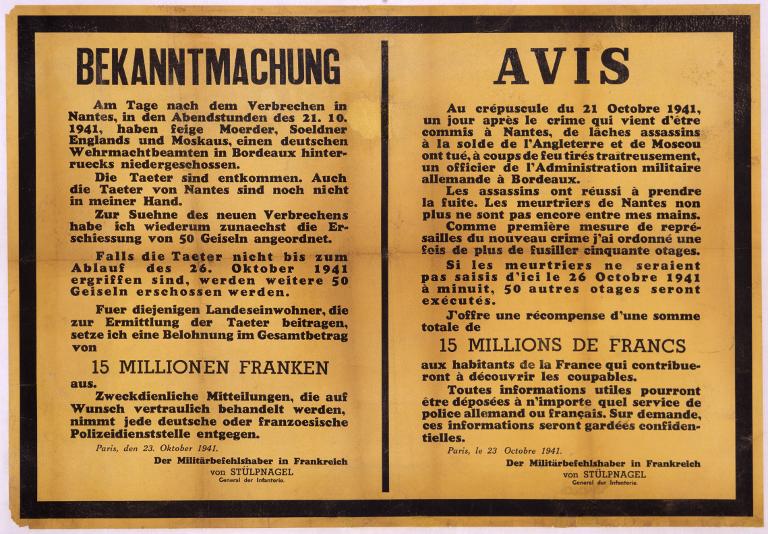 BEKANNTMACHUNG
Am Tage nach dem Verbrechen in
Nantes, in den Abendstunden des 21. 10.
1941, haben feige Moerder, Soeldner
Englands und Moskaus, einen deutschen
Wehrmachtbeamten in Bordeaux hinter-
ruecks niedergeschossen.
Die Taeter sind entkommen. Auch
die Taeter von Nantes sind noch nicht
in meiner Hand.
Zur Suehne des neuen Verbrechens
habe ich wiederum zunaechst die Er-
schiessung von 50 Geiseln angeordnet.
Falls die Taeter nicht bis zum
Ablauf des 26. Oktober 1941
ergriffen sind, werden weitere 50
Geiseln erschossen werden.
Fuer diejenigen Landeseinwohner, die
zur Ermittlung der Taeter beitragen,
setze ich eine Belohnung im Gesamtbetrag
von
15 MILLIONEN FRANKEN
aus.
Zweckdienliche Mitteilungen, die auf
Wunsch vertraulich behandelt werden,
nimmt jede deutsche oder franzoesische
Polizeidienststelle entgegen.
Paris, den 23. Oktober 1941.
Der Militärbefehlshaber in Frankreich
von STÜLPNAGEL
General der Infanterie.
AVIS
Au crépuscule du 21 Octobre 1941,
un jour après le crime qui vient d'être
commis à Nantes, de lâches assassins
à la solde de l'Angleterre et de Moscou
ont tué, à coups de feu tirés traîtreusement,
un officier de l'Administration militaire
allemande à Bordeaux.
Les assassins ont réussi à prendre
la fuite. Les meurtriers de Nantes non
plus ne sont pas encore entre mes mains.
Comme première mesure de repré-
sailles du nouveau crime j'ai ordonné une
fois de plus de fusiller cinquante otages.
Si les meurtriers ne seraient
pas saisis d'ici le 26 Octobre 1941
à minuit, 50 autres otages seront
exécutés.
J'offre une récompense d'une somme
totale de
15 MILLIONS DE FRANCS
aux habitants de la France qui contribue-
ront à découvrir les coupables.
Toutes informations utiles pourront
être déposées à n'importe quel service de
police allemand ou français. Sur demande,
ces informations seront gardées confiden-
tielles.
Paris, le 23 Octobre 1941.
Der Militärbefehlshaber in Frankreich
von STÜLPNAGEL
General der Infanterie.